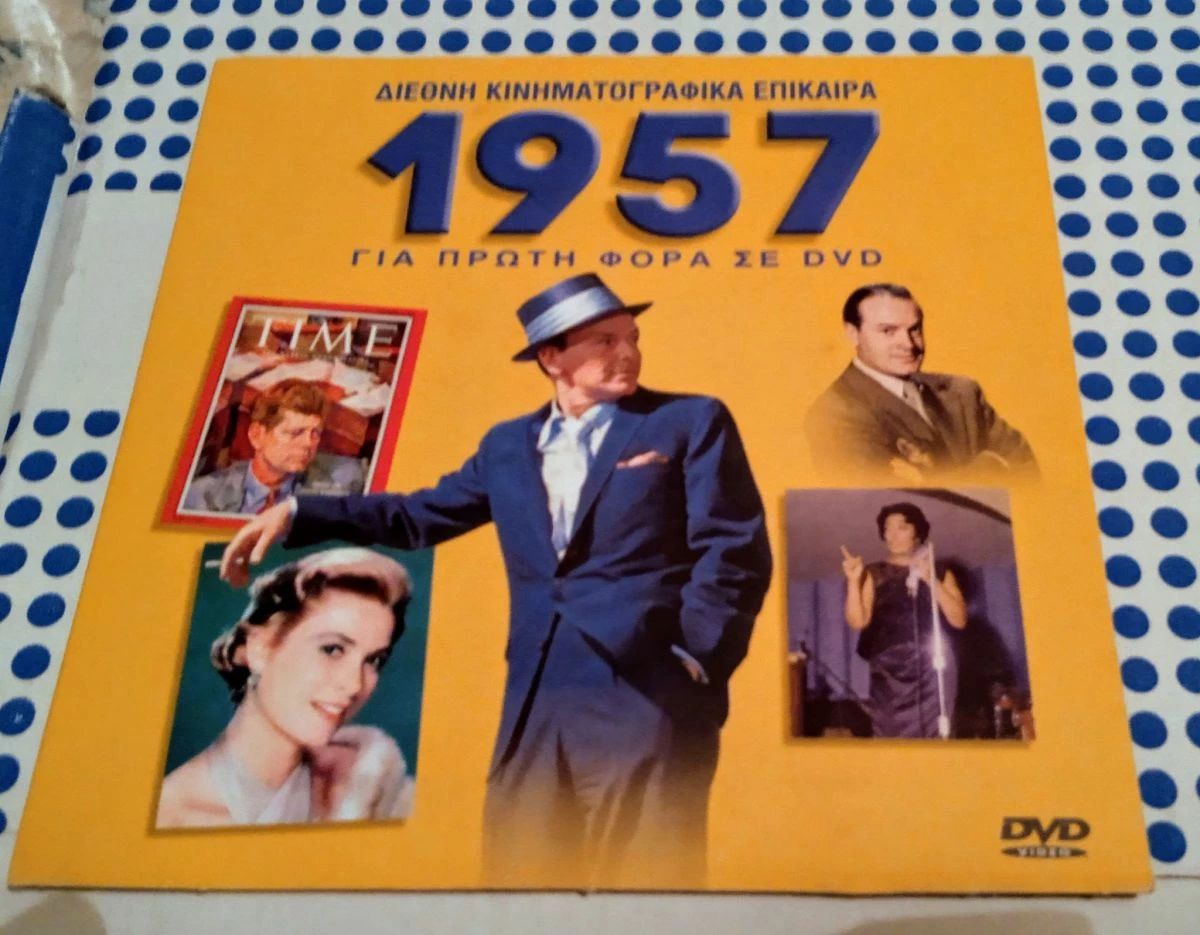 ΔΙΕΘΝΗ ΚΙΝΗΜΑΤΟΓΡΑΦΙΚΑ ΕΠΙΚΑΙΡΑ
1957
ΓΙΑ ΠΡΩΤΗ ΦΟΡΑ ΣΕ DVD
TIME
DVD
VIDEO